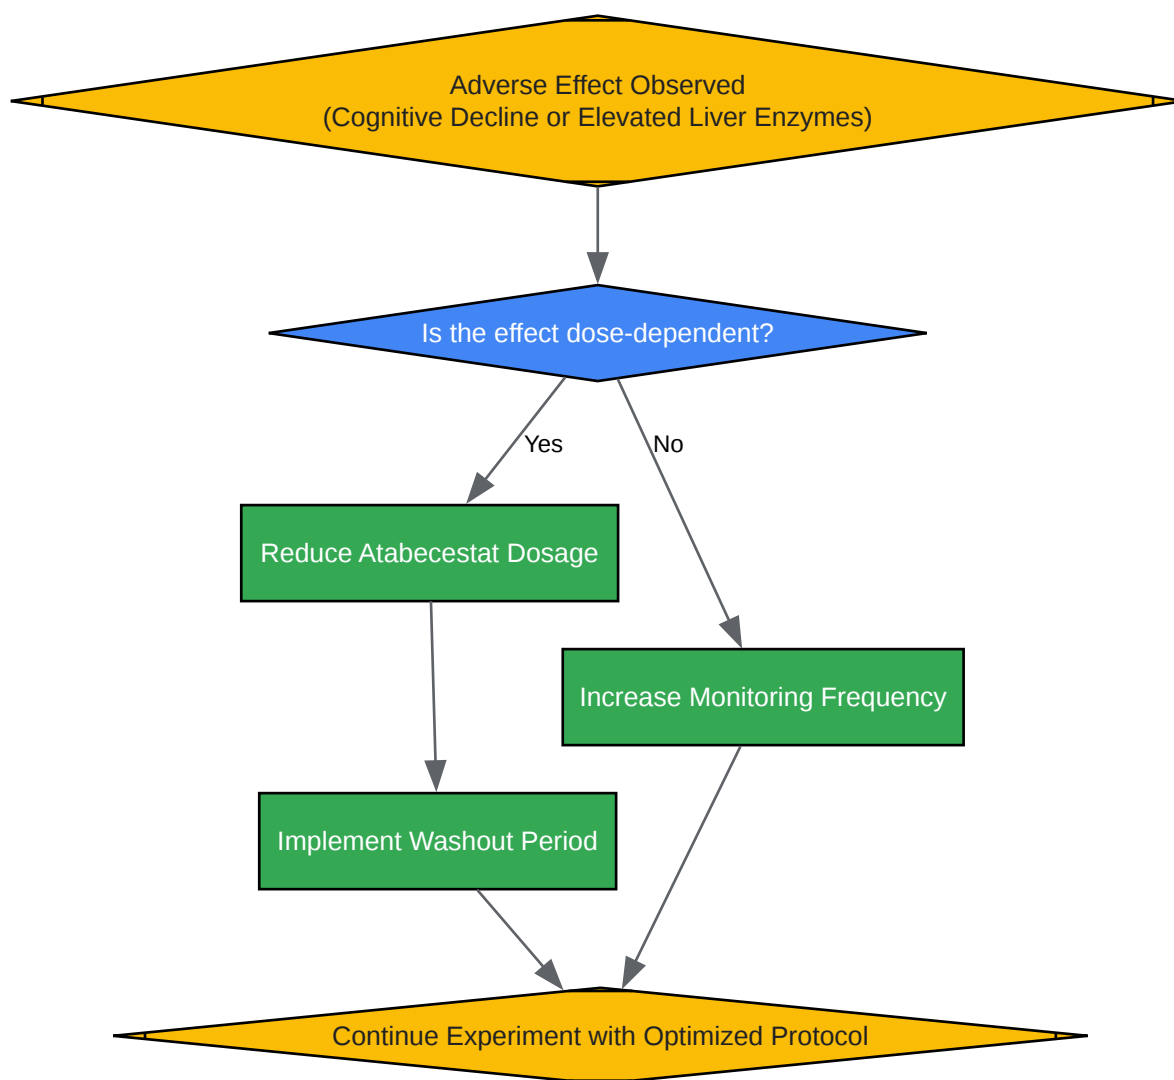 Adverse Effect Observed
(Cognitive Decline or Elevated Liver Enzymes)
Is the effect dose-dependent?
Yes
No
Reduce Atabecestat Dosage
Increase Monitoring Frequency
Implement Washout Period
Continue Experiment with Optimized Protocol